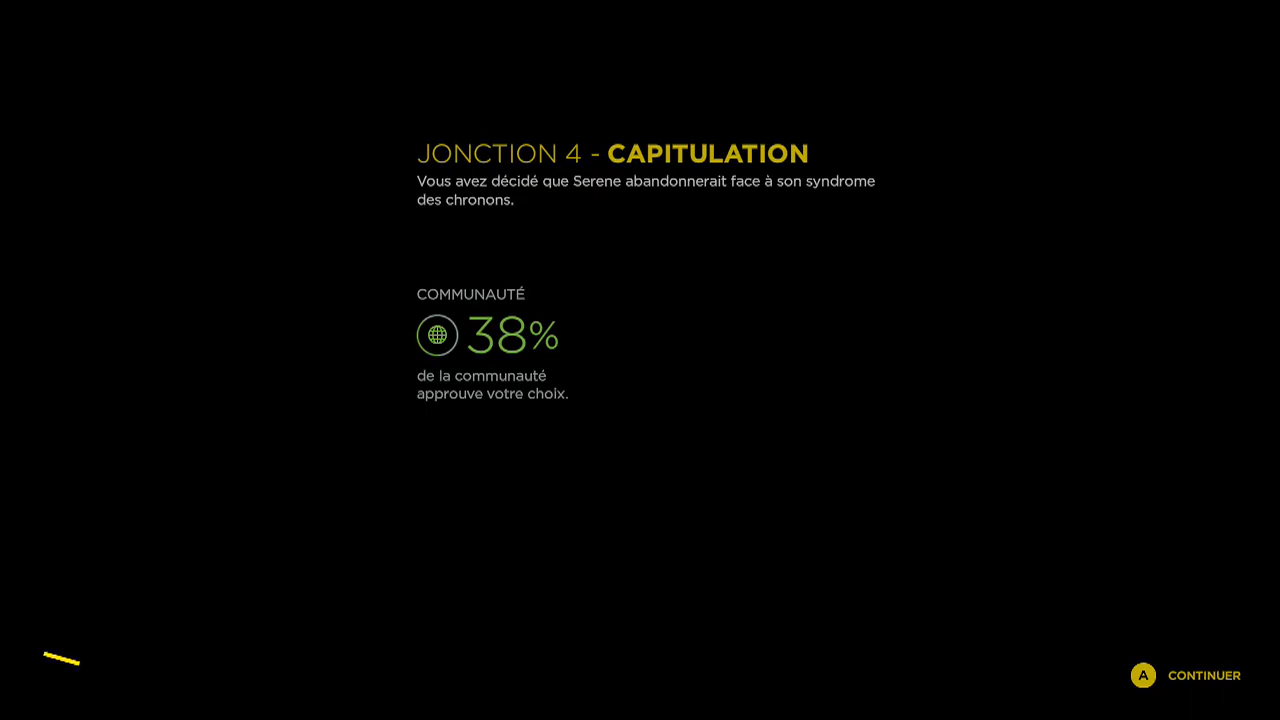 JONCTION 4 - CAPITULATION
Vous avez décidé que Serene abandonnerait face à son syndrome
des chronons.
COMMUNAUTÉ
38%
de la communauté
approuve votre choix.
A CONTINUER